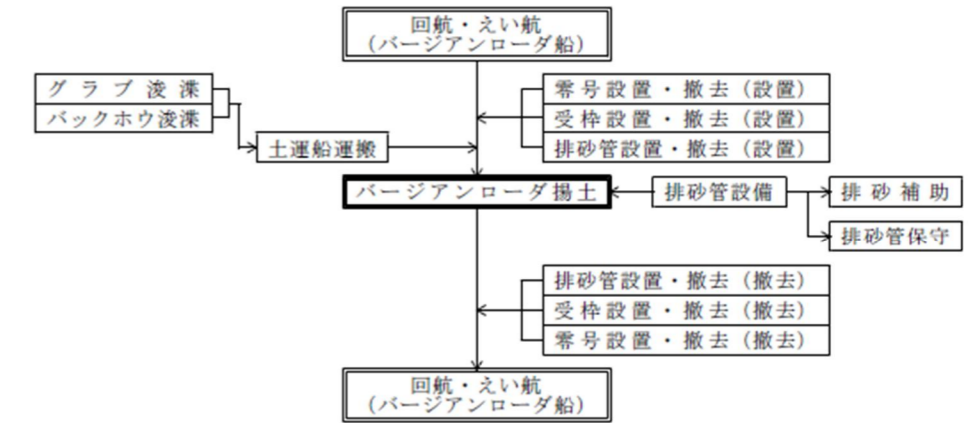 回航・えい航
(バージアンローダ船)
グラブ浚渫
バックホウ浚渫
零号設置・撤去(設置)
受枠設置・撤去(設置)
排砂管設置・撤去(設置)
土運船運搬
バージアンローダ揚土
排砂管設備
排砂補助
排砂管保守
排砂管設置・撤去(撤去)
受枠設置・撤去(撤去)
零号設置・撤去(撤去)
回航・えい航
(バージアンローダ船)